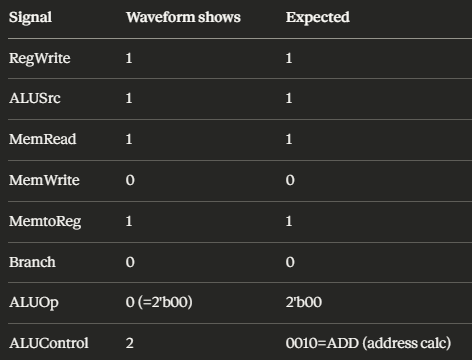 Signal Waveform shows Expected
RegWrite 1 1
ALUSrc 1 1
MemRead 1 1
MemWrite 0 0
MemtoReg 1 1
Branch 0 0
ALUOp 0 (=2'b00) 2'b00
ALUControl 2 0010=ADD (address calc)